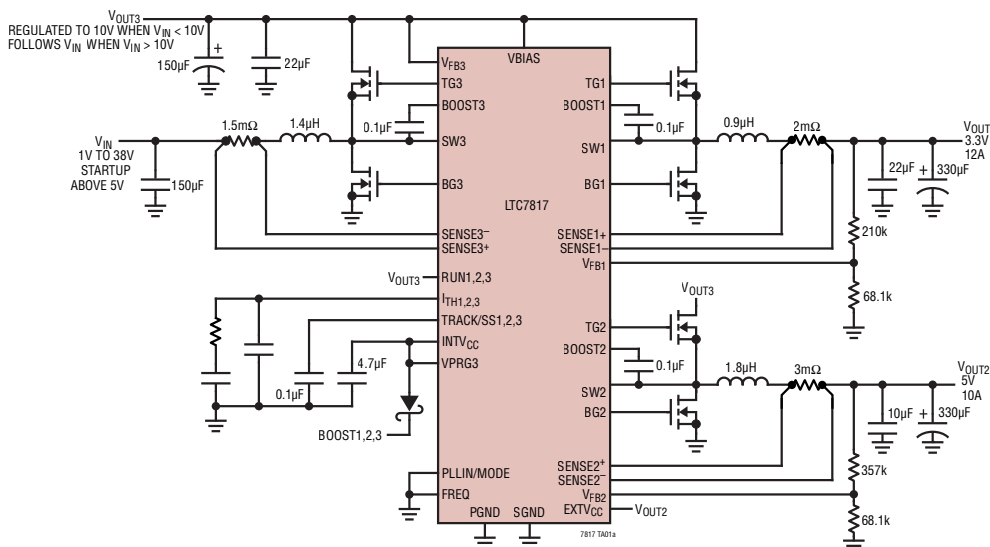 VOUT3
REGULATED TO 10V WHEN VIN < 10V
FOLLOWS VIN WHEN VIN > 10V
150µF
+
22µF
VFB3
VBIAS
TG3
TG1
BOOST3
BOOST1
0.1µF
0.1µF
1.5mΩ
1.4µH
0.9µH
2mΩ
VIN
1V TO 38V
STARTUP
ABOVE 5V
150µF
SW3
SW1
VOUT
3.3V
12A
22µF
+
330µF
BG3
BG1
LTC7817
SENSE3–
SENSE3+
SENSE1+
SENSE1–
210k
VFB1
VOUT3
RUN1,2,3
68.1k
ITH1,2,3
VOUT3
TRACK/SS1,2,3
TG2
INTVCC
BOOST2
VPRG3
4.7µF
0.1µF
0.1µF
1.8µH
3mΩ
VOUT2
5V
10A
SW2
BG2
10µF
+
330µF
BOOST1,2,3
SENSE2+
SENSE2–
357k
PLLIN/MODE
FREQ
VFB2
EXTVCC
VOUT2
68.1k
PGND
SGND
7817 TA01a